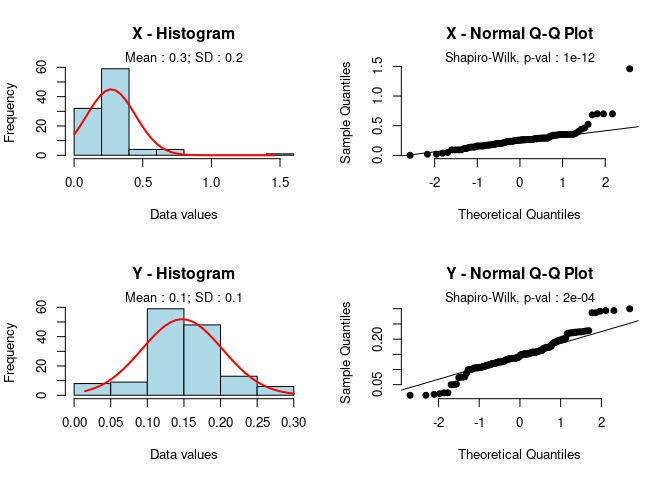 X - Histogram
Mean : 0.3; SD : 0.2
Frequency
0 20 40 60
0.0 0.5 1.0 1.5
Data values
X - Normal Q-Q Plot
Shapiro-Wilk, p-val : 1e-12
Sample Quantiles
0.0 0.5 1.5
-2 -1 0 1 2
Theoretical Quantiles
Y - Histogram
Mean : 0.1; SD : 0.1
Frequency
0 20 40 60
0.00 0.05 0.10 0.15 0.20 0.25 0.30
Data values
Y - Normal Q-Q Plot
Shapiro-Wilk, p-val : 2e-04
Sample Quantiles
0.05 0.20
-2 -1 0 1 2
Theoretical Quantiles